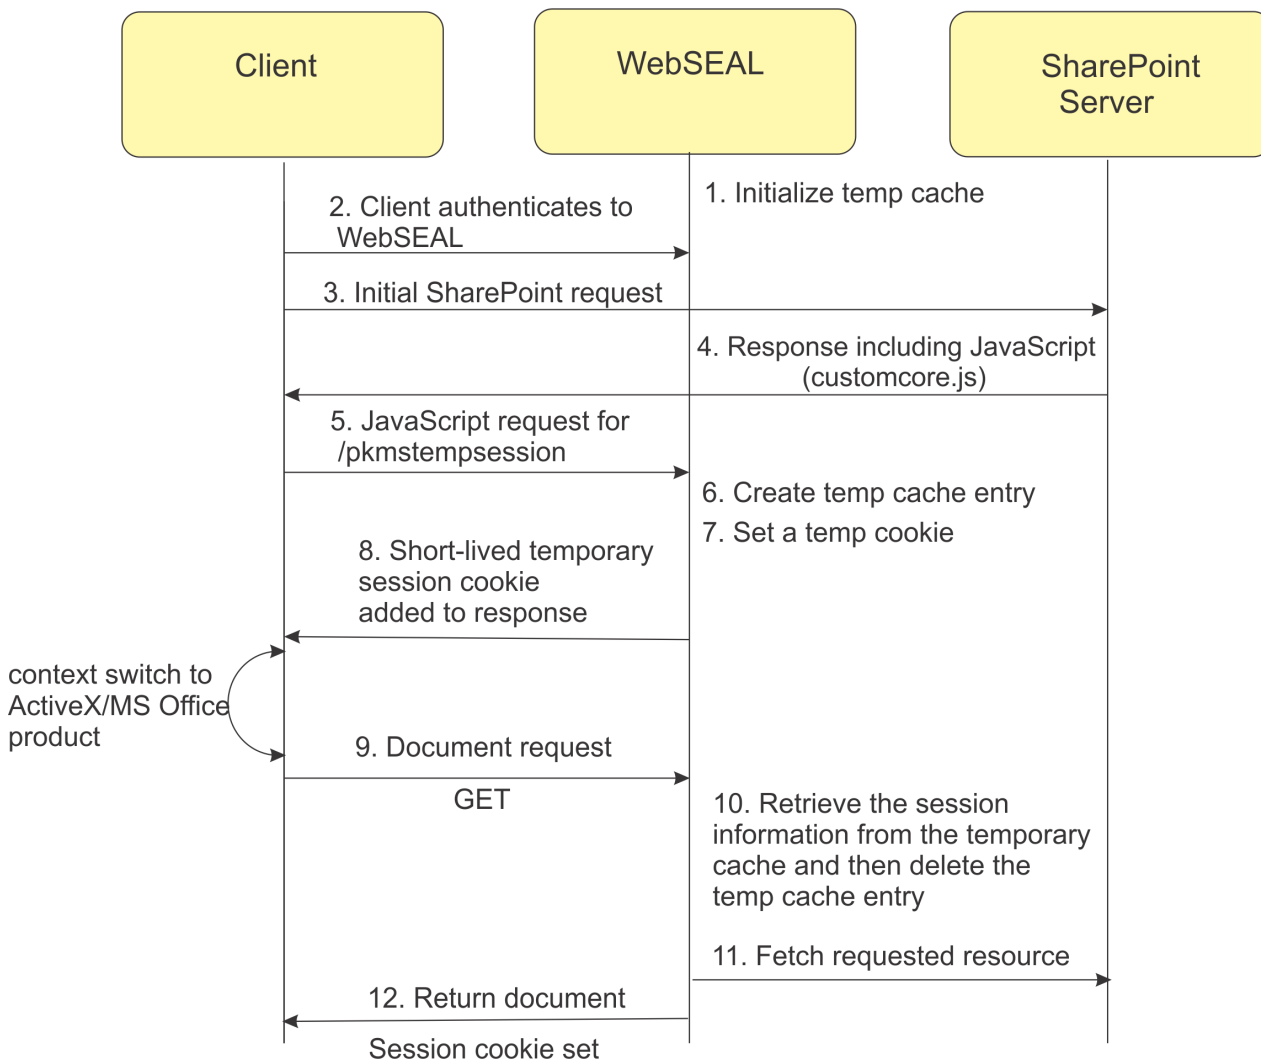 Client
WebSEAL
SharePoint
Server
1. Initialize temp cache
2. Client authenticates to
WebSEAL
3. Initial SharePoint request
4. Response including JavaScript
(customcore.js)
5. JavaScript request for
/pkmstempsession
6. Create temp cache entry
7. Set a temp cookie
8. Short-lived temporary
session cookie
added to response
context switch to
ActiveX/MS Office
product
9. Document request
GET
10. Retrieve the session
information from the temporary
cache and then delete the
temp cache entry
11. Fetch requested resource
12. Return document
Session cookie set